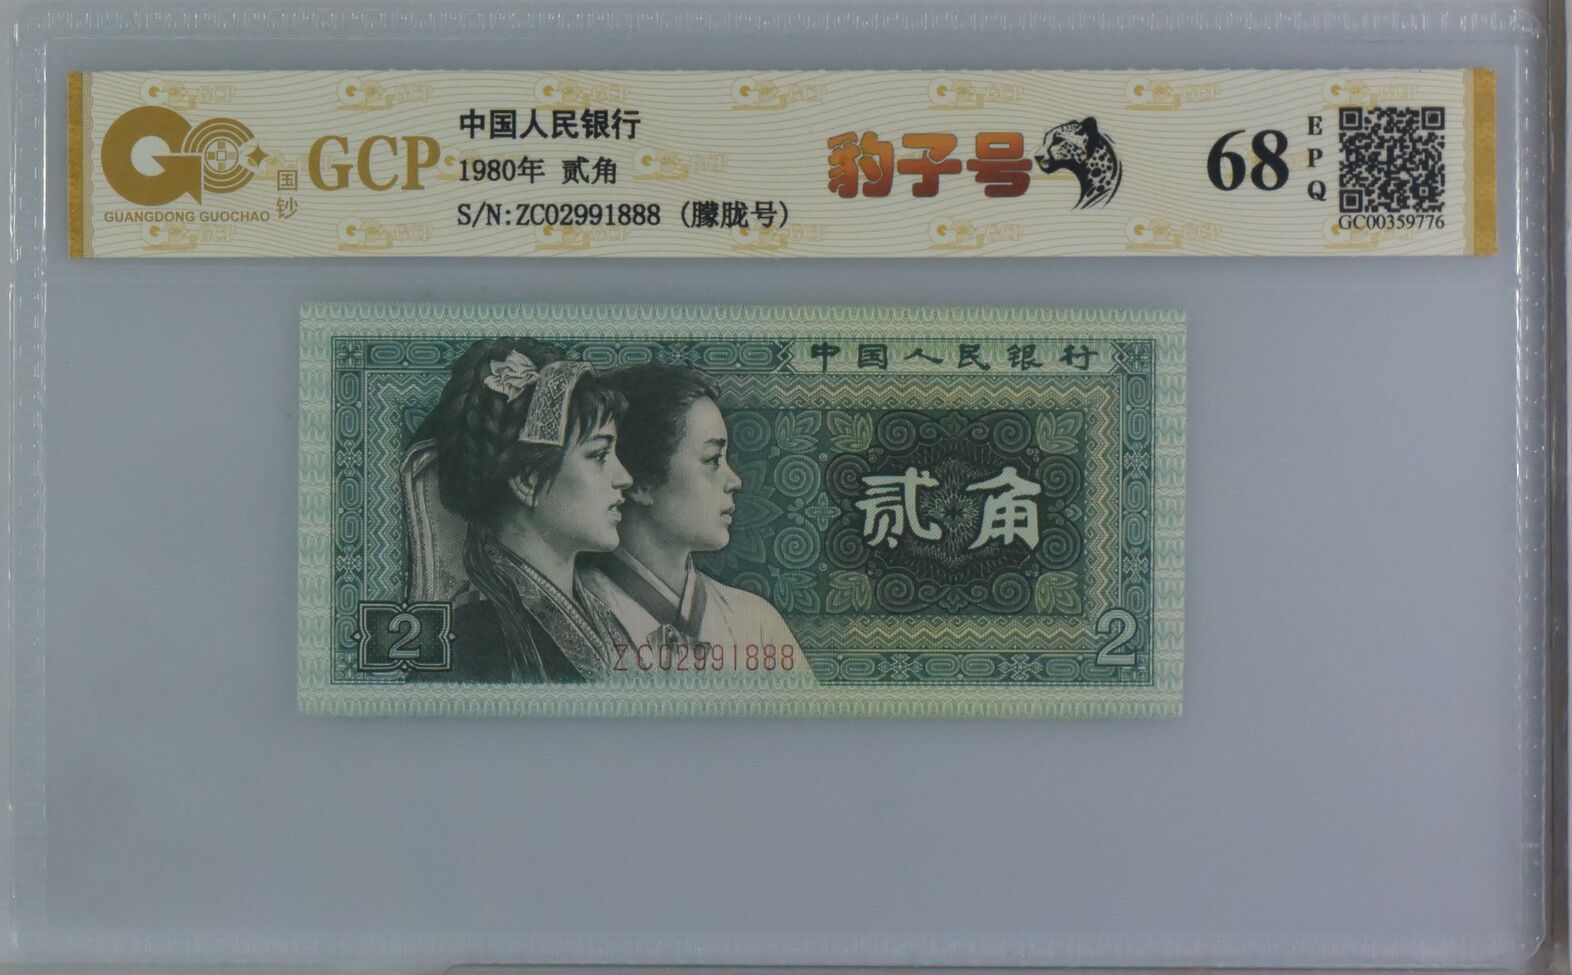 GCP
GUANGDONG GUOCHAO
国钞
中国人民银行
1980年 贰角
S/N:ZC02991888 (朦胧号)
豹子号
68
EPQ
GC00359776
中国人民银行
贰角
2
2
ZC02991888